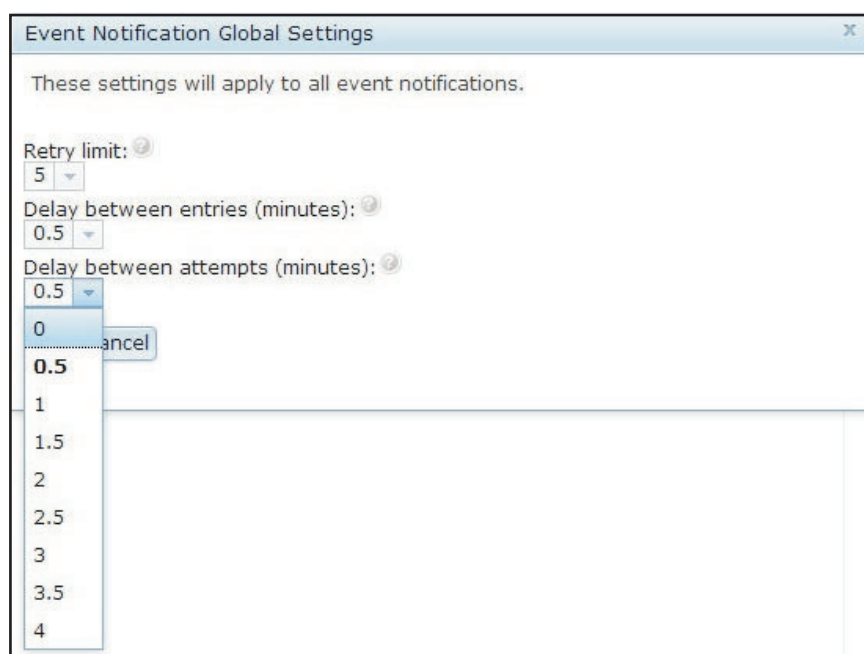 Event Notification Global Settings
x
These settings will apply to all event notifications.
Retry limit: ?
5
Delay between entries (minutes): ?
0.5
Delay between attempts (minutes): ?
0.5
0
ancel
0.5
1
1.5
2
2.5
3
3.5
4